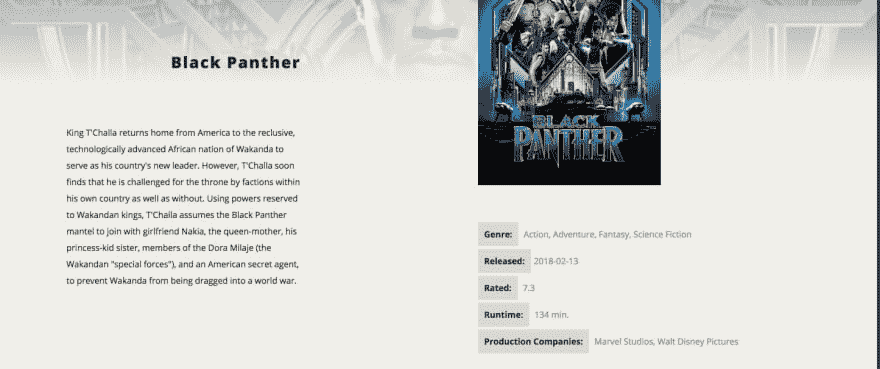 Black Panther
King T'Challa returns home from America to the reclusive,
technologically advanced African nation of Wakanda to
serve as his country's new leader. However, T'Challa soon
finds that he is challenged for the throne by factions within
his own country as well as without. Using powers reserved
to Wakandan kings, T'Challa assumes the Black Panther
mantel to join with girlfriend Nakia, the queen-mother, his
princess-kid sister, members of the Dora Milaje (the
Wakandan "special forces"), and an American secret agent,
to prevent Wakanda from being dragged into a world war.
BLACK
PANTHER
Genre: Action, Adventure, Fantasy, Science Fiction
Released: 2018-02-13
Rated: 7.3
Runtime: 134 min.
Production Companies: Marvel Studios, Walt Disney Pictures